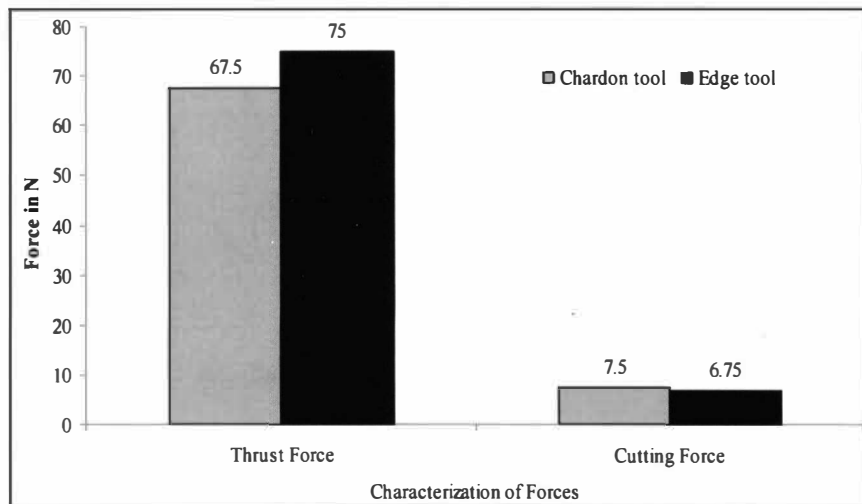 80
75
70
67.5
Chardon tool
Edge tool
60
50
40
30
20
10
0
7.5
6.75
Force in N
Thrust Force
Cutting Force
Characterization of Forces